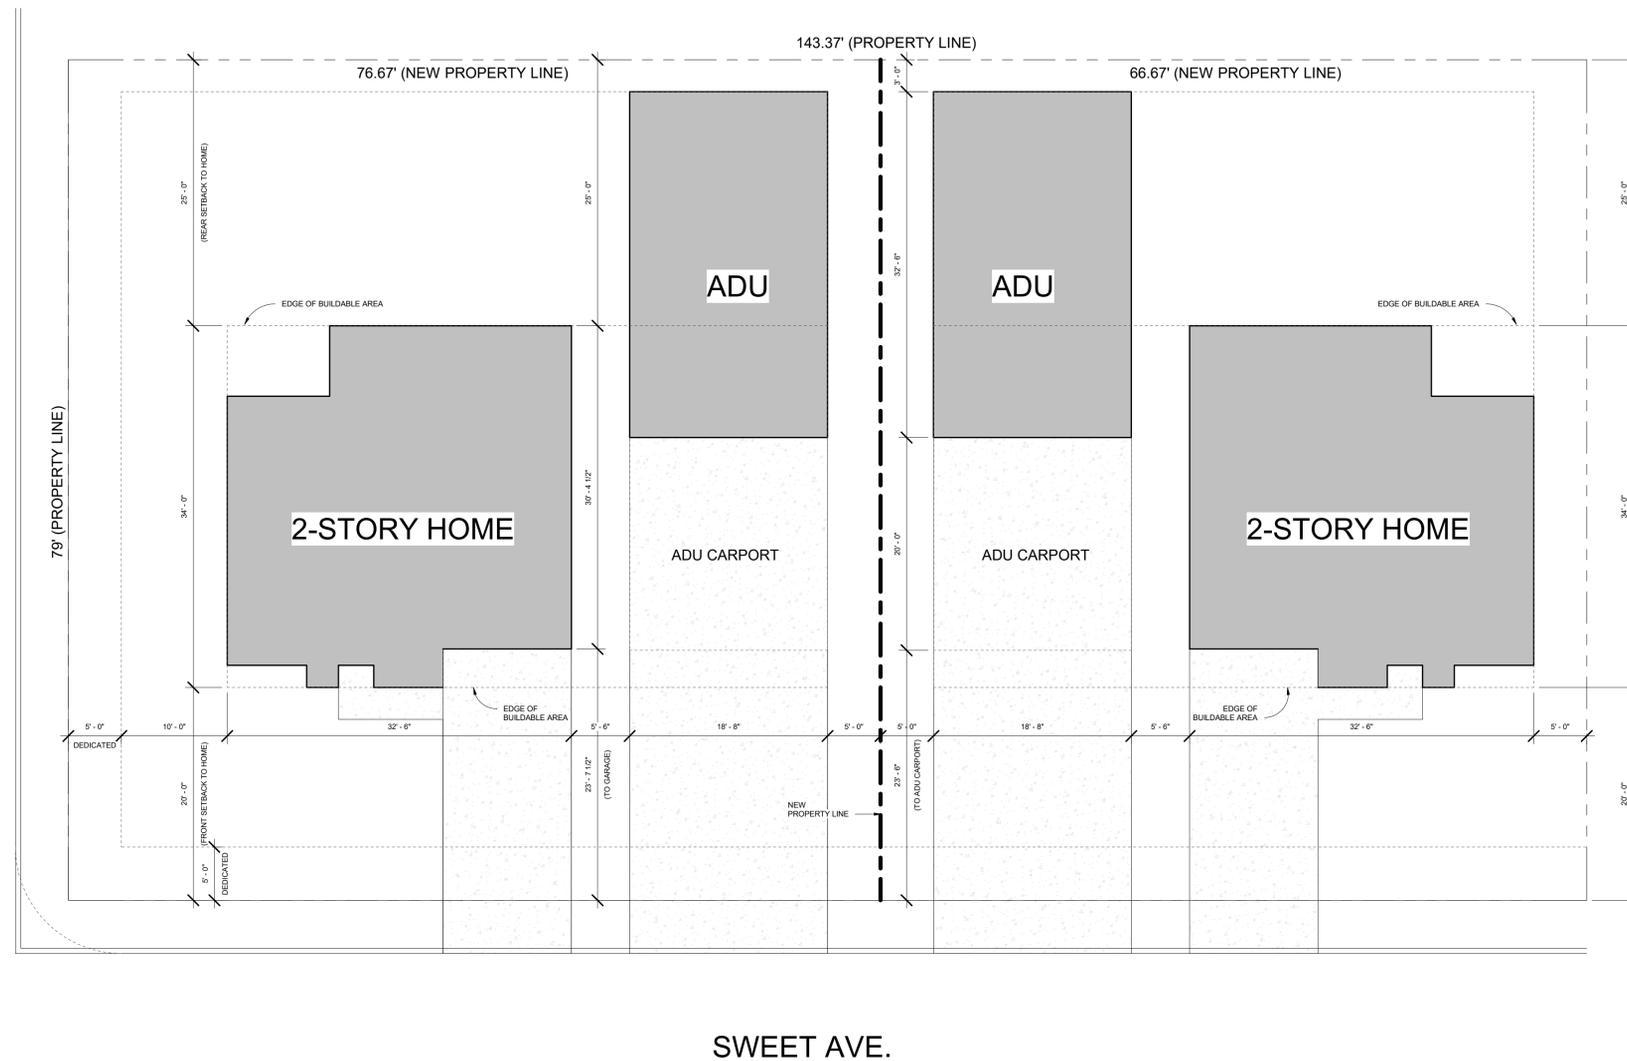 143.37' (PROPERTY LINE)
76.67' (NEW PROPERTY LINE)
66.67' (NEW PROPERTY LINE)
3' - 0"
25' - 0"
(REAR SETBACK TO HOME)
25' - 0"
25' - 0"
32' - 6"
ADU
ADU
EDGE OF BUILDABLE AREA
EDGE OF BUILDABLE AREA
79' (PROPERTY LINE)
34' - 0"
30' - 4 1/2"
20' - 0"
34' - 0"
2-STORY HOME
2-STORY HOME
ADU CARPORT
ADU CARPORT
EDGE OF
BUILDABLE AREA
EDGE OF
BUILDABLE AREA
5' - 0"
10' - 0"
32' - 6"
5' - 6"
18' - 8"
5' - 0"
5' - 0"
18' - 8"
5' - 6"
32' - 6"
5' - 0"
DEDICATED
20' - 0"
(FRONT SETBACK TO HOME)
23' - 7 1/2"
(TO GARAGE)
23' - 6"
(TO ADU CARPORT)
20' - 0"
NEW
PROPERTY LINE
5' - 0"
DEDICATED
SWEET AVE.